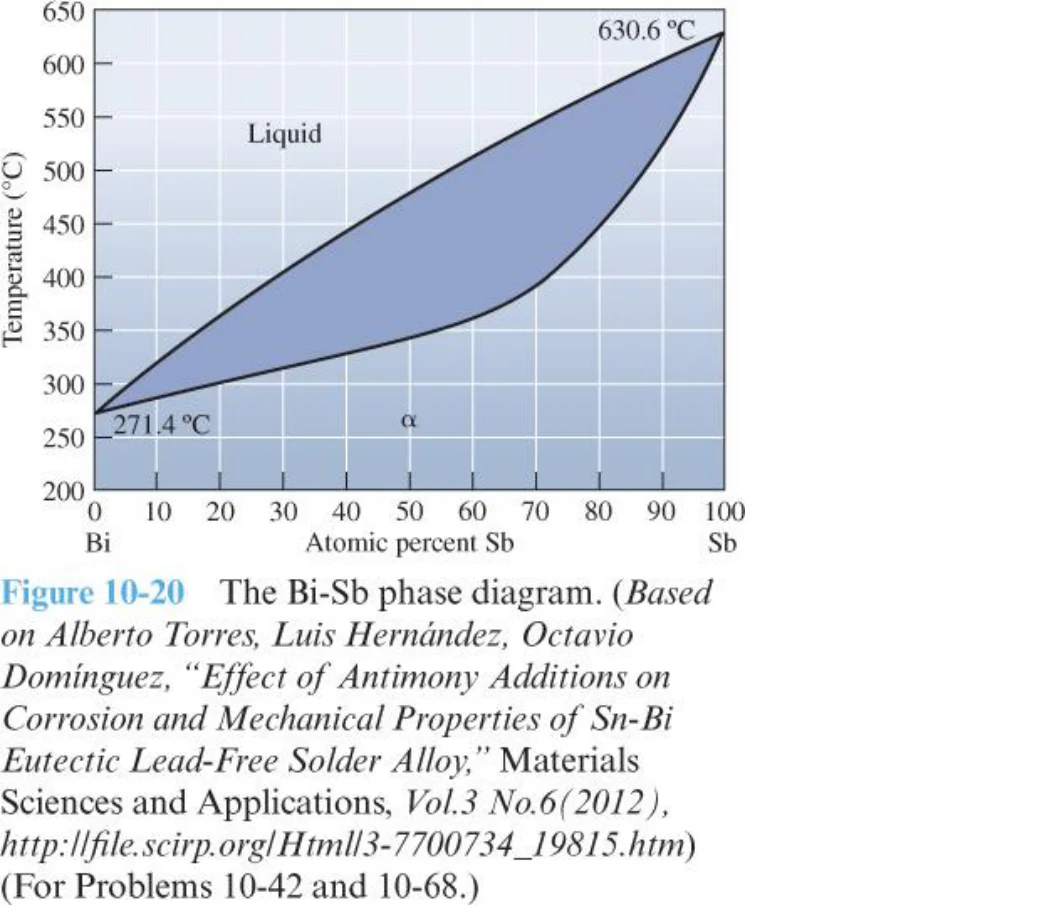 650
630.6 ºC
600
550
Liquid
500
450
400
350
300
271.4 ºC
α
250
200
0 10 20 30 40 50 60 70 80 90 100
Bi Atomic percent Sb Sb
Temperature (°C)
Figure 10-20 The Bi-Sb phase diagram. (Based
on Alberto Torres, Luis Hernández, Octavio
Domínguez, “Effect of Antimony Additions on
Corrosion and Mechanical Properties of Sn-Bi
Eutectic Lead-Free Solder Alloy,” Materials
Sciences and Applications, Vol.3 No.6(2012),
http://file.scirp.org/Html/3-7700734_19815.htm)
(For Problems 10-42 and 10-68.)